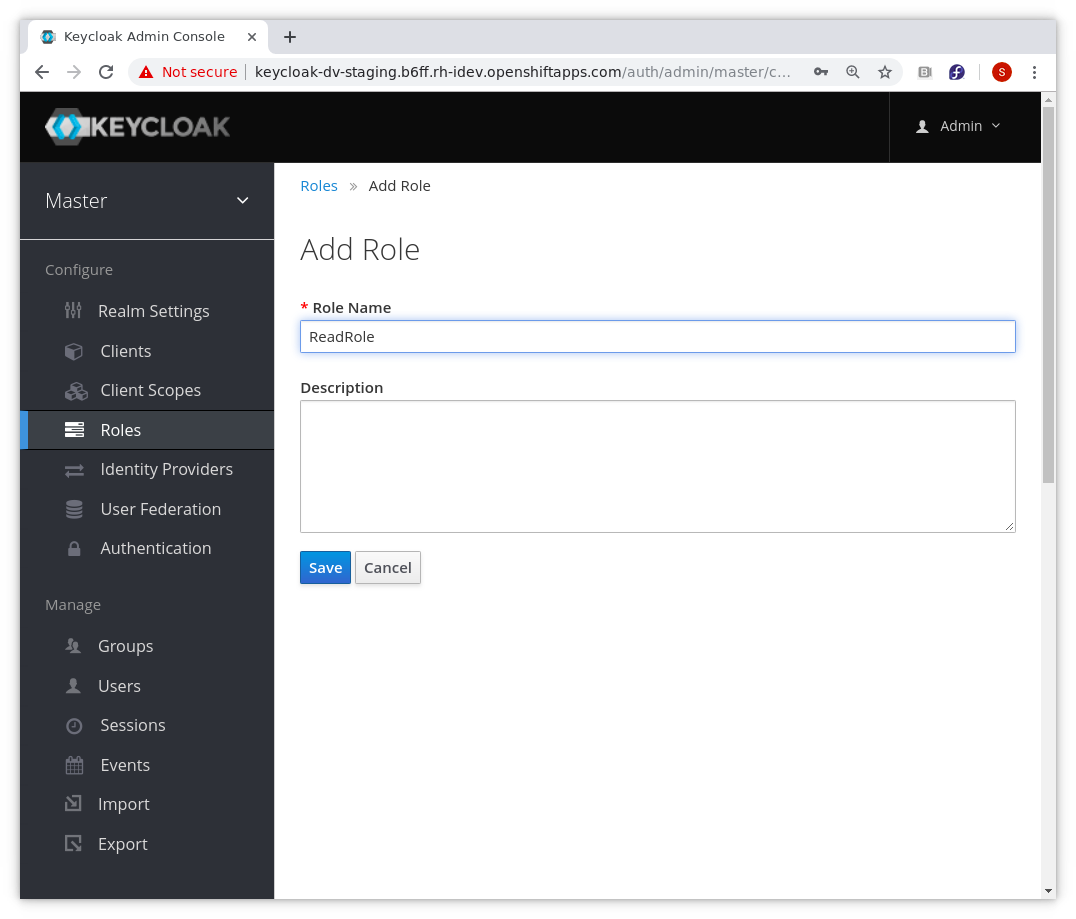 Keycloak Admin Console
Not secure
keycloak-dv-staging.b6ff.rh-idev.openshiftapps.com/auth/admin/master/c...
S
KEYCLOAK
Admin
Master
Configure
Realm Settings
Clients
Client Scopes
Roles
Identity Providers
User Federation
Authentication
Manage
Groups
Users
Sessions
Events
Import
Export
Roles » Add Role
Add Role
* Role Name
ReadRole
Description
Save Cancel